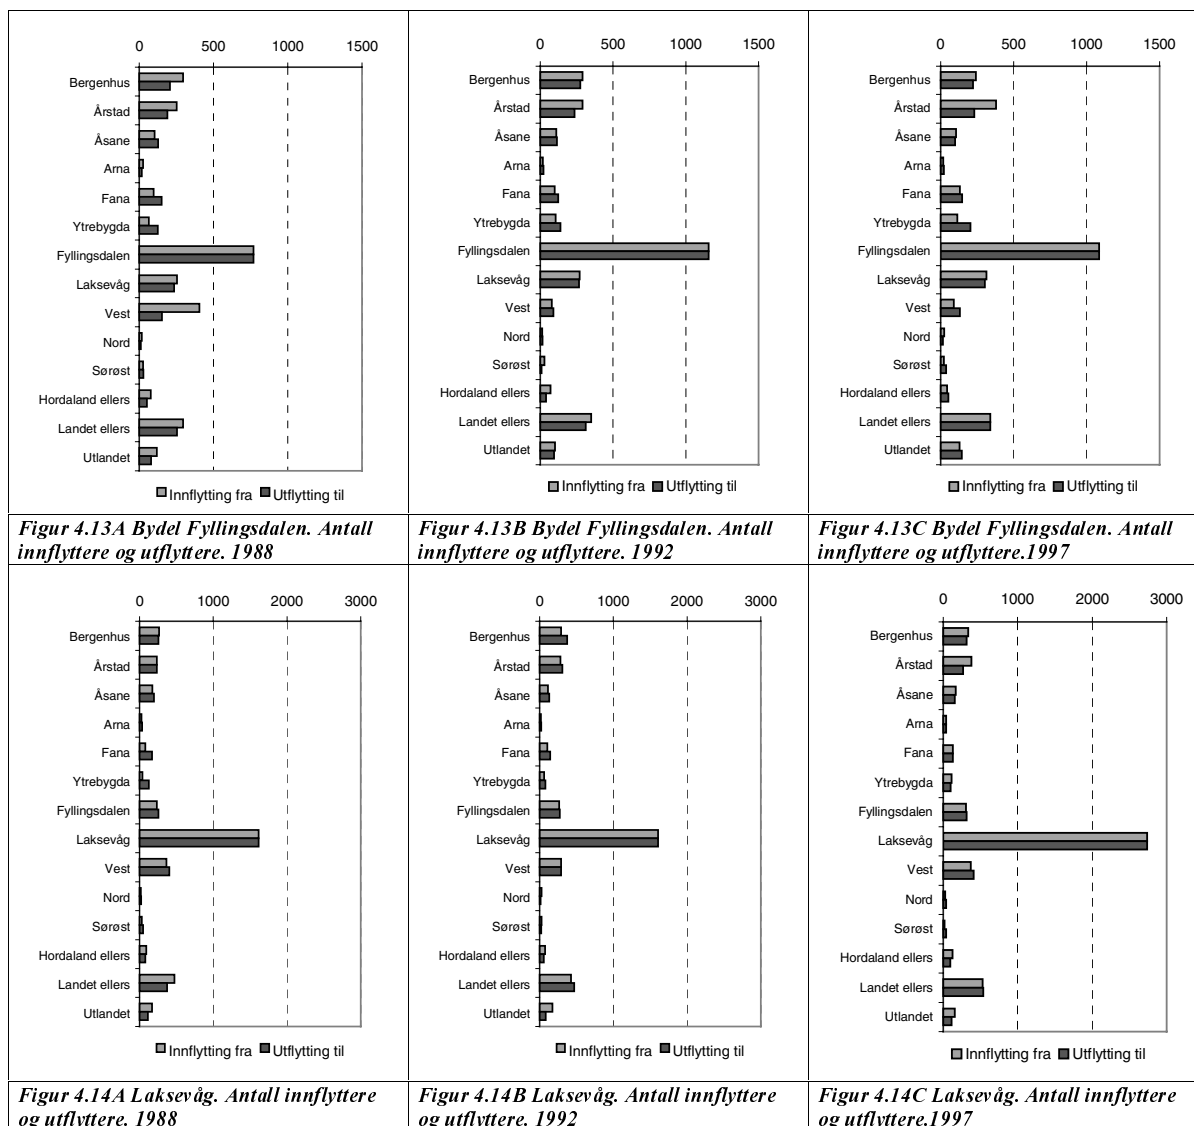 0 500 1000 1500
Bergenhus
Årstad
Åsane
Arna
Fana
Ytrebygda
Fyllingsdalen
Laksevåg
Vest
Nord
Sørøst
Hordaland ellers
Landet ellers
Utlandet
Innflytting fra Utflytting til
Figur 4.13A Bydel Fyllingsdalen. Antall
innflyttere og utflyttere. 1988
0 500 1000 1500
Bergenhus
Årstad
Åsane
Arna
Fana
Ytrebygda
Fyllingsdalen
Laksevåg
Vest
Nord
Sørøst
Hordaland ellers
Landet ellers
Utlandet
Innflytting fra Utflytting til
Figur 4.13B Bydel Fyllingsdalen. Antall
innflyttere og utflyttere. 1992
0 500 1000 1500
Bergenhus
Årstad
Åsane
Arna
Fana
Ytrebygda
Fyllingsdalen
Laksevåg
Vest
Nord
Sørøst
Hordaland ellers
Landet ellers
Utlandet
Innflytting fra Utflytting til
Figur 4.13C Bydel Fyllingsdalen. Antall
innflyttere og utflyttere.1997
0 1000 2000 3000
Bergenhus
Årstad
Åsane
Arna
Fana
Ytrebygda
Fyllingsdalen
Laksevåg
Vest
Nord
Sørøst
Hordaland ellers
Landet ellers
Utlandet
Innflytting fra Utflytting til
Figur 4.14A Laksevåg. Antall innflyttere
og utflyttere. 1988
0 1000 2000 3000
Bergenhus
Årstad
Åsane
Arna
Fana
Ytrebygda
Fyllingsdalen
Laksevåg
Vest
Nord
Sørøst
Hordaland ellers
Landet ellers
Utlandet
Innflytting fra Utflytting til
Figur 4.14B Laksevåg. Antall innflyttere
og utflyttere. 1992
0 1000 2000 3000
Bergenhus
Årstad
Åsane
Arna
Fana
Ytrebygda
Fyllingsdalen
Laksevåg
Vest
Nord
Sørøst
Hordaland ellers
Landet ellers
Utlandet
Innflytting fra Utflytting til
Figur 4.14C Laksevåg. Antall innflyttere
og utflyttere.1997